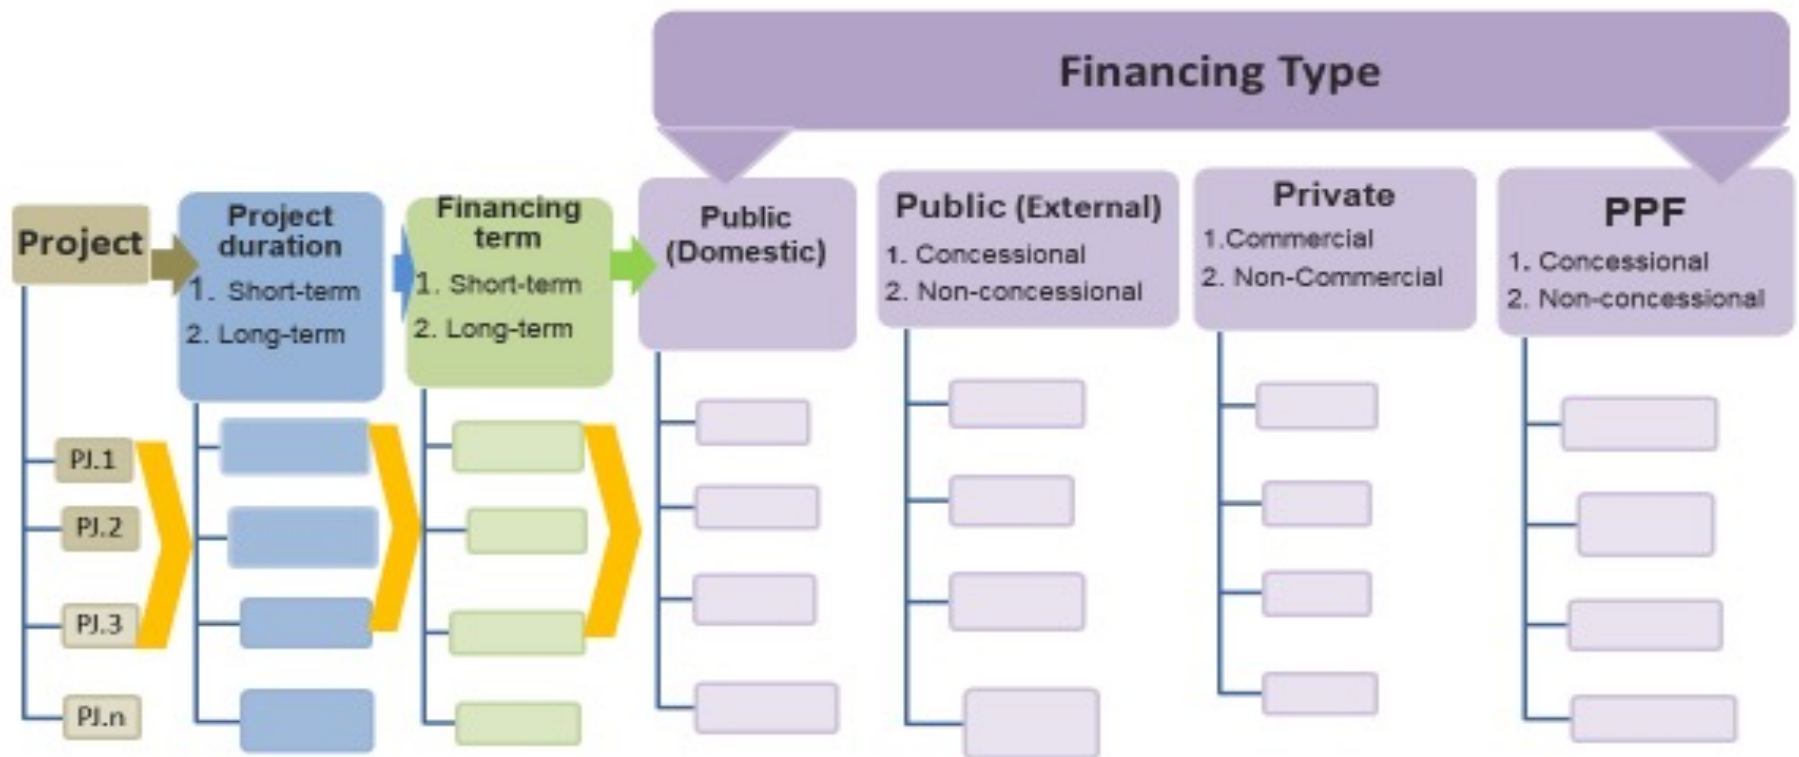 Financing Type
Project
Project
duration
1. Short-term
2. Long-term
Financing
term
1. Short-term
2. Long-term
Public
(Domestic)
Public (External)
1. Concessional
2. Non-concessional
Private
1.Commercial
2. Non-Commercial
PPF
1. Concessional
2. Non-concessional
PJ.1
PJ.2
PJ.3
PJ.n